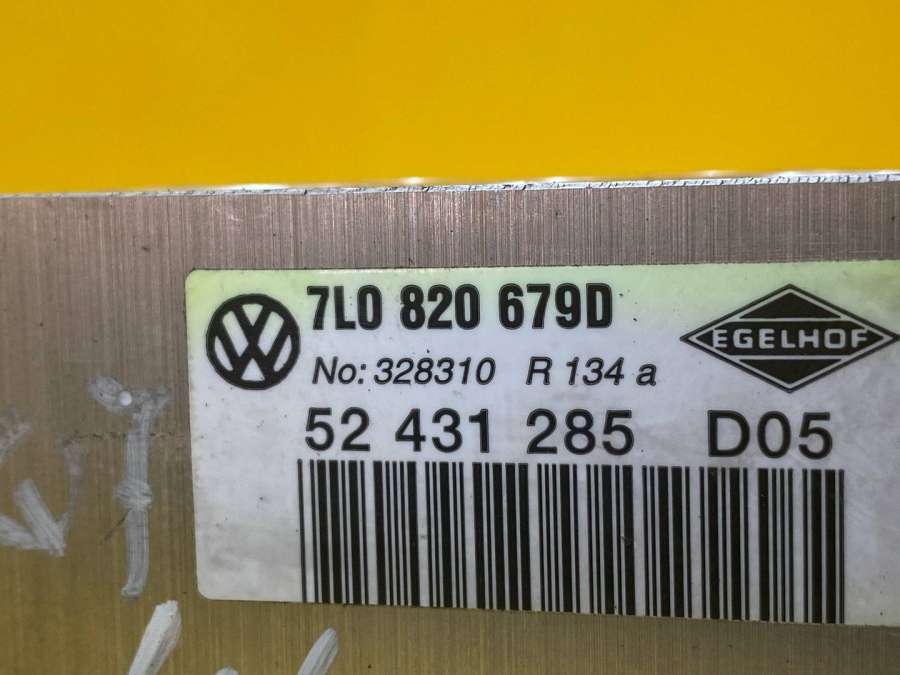 7L0 820 679D
EGELHOF
No: 328310 R 134 a
52 431 285 D05